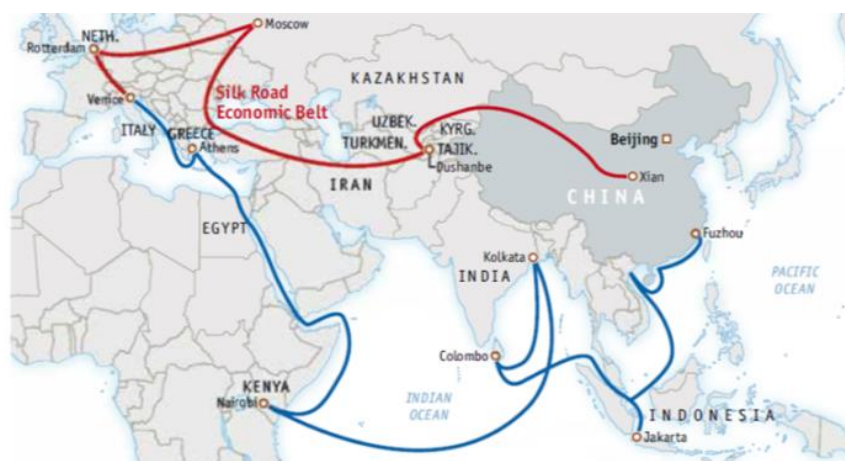 Moscow
NETH.
Rotterdam
Venice
ITALY
GREECE
Athens
Silk Road
Economic Belt
KAZAKHSTAN
UZBEK.
KYRG.
TURKMEN.
TAJIK.
Dushanbe
IRAN
Beijing
Xian
CHINA
EGYPT
Fuzhou
Kolkata
INDIA
PACIFIC
OCEAN
Colombo
KENYA
Nairobi
INDIAN
OCEAN
INDONESIA
Jakarta